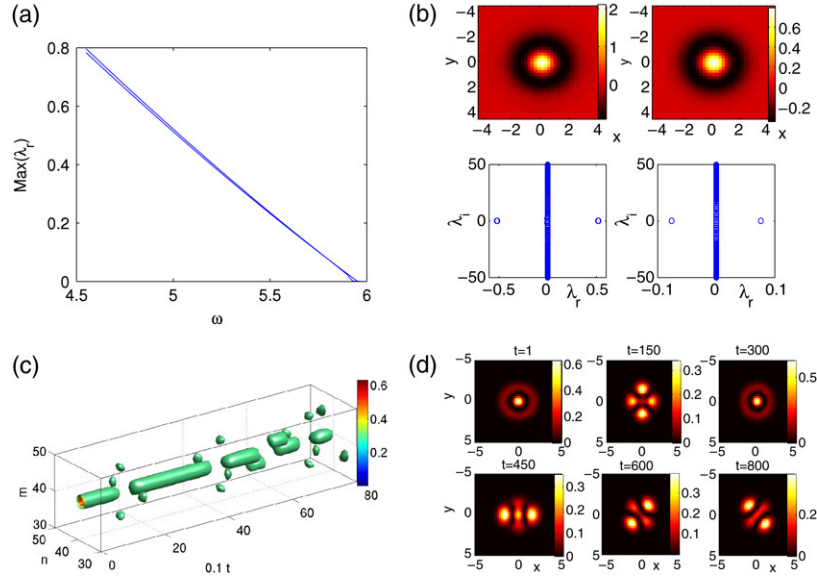 (a)
0.8
0.6
0.4
0.2
0
Max(λr)
4.5 5 5.5 6
ω
(b)
-4
-2
0
2
4
y
-4 -2 0 2 4
x
2
1
0
-4
-2
0
2
4
y
-4 -2 0 2 4
x
0.6
0.4
0.2
0
-0.2
50
0
-50
λi
-0.5 0 0.5
λr
50
0
-50
λi
-0.1 0 0.1
λr
(c)
50
40
30
m
50
40
30
n
0 20 40 60 80
0.1 t
0.6
0.5
0.4
0.3
0.2
0.1
0
(d)
t=1
-5
0
5
y
0.6
0.4
0.2
0
t=150
0.3
0.2
0.1
0
t=300
-5
0
5
0.4
0.2
0
t=450
-5
0
5
y
-5 0 5
x
0.3
0.2
0.1
0
t=600
-5
0
5
-5 0 5
x
0.3
0.2
0.1
0
t=800
-5
0
5
-5 0 5
x
0.2
0.1
0